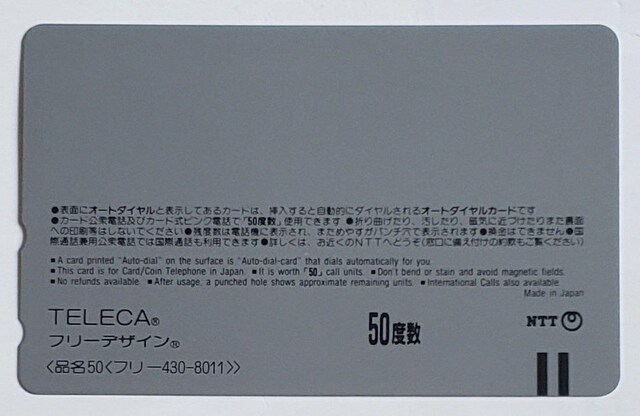 ●表面にオートダイヤルと表示してあるカードは、挿入すると自動的にダイヤルされるオートダイヤルカードです
●カード公衆電話及びカード式ピンク電話で「50度数」使用できます ●折り曲げたり、汚したり、磁気に近づけたりまた裏面
への印刷等はしないでください ●残度数は電話機に表示され、まためやすがパンチ穴で表示されます ●換金はできません ●国
際通話兼用公衆電話では国際通話も利用できます ●詳しくは、お近くのNTTへどうぞ(窓口に備え付けの約款もご覧ください)
■ A card printed "Auto-dial" on the surface is "Auto-dial-card" that dials automatically for you.
■ This card is for Card/Coin Telephone in Japan. ■ It is worth「50」call units. ■ Don't bend or stain and avoid magnetic fields.
■ No refunds available. ■ After usage, a punched hole shows approximate remaining units. ■ International Calls also available.
Made in Japan
TELECA®
フリーデザイン®
〈品名50〈フリー430-8011〉〉
50度数
NTT